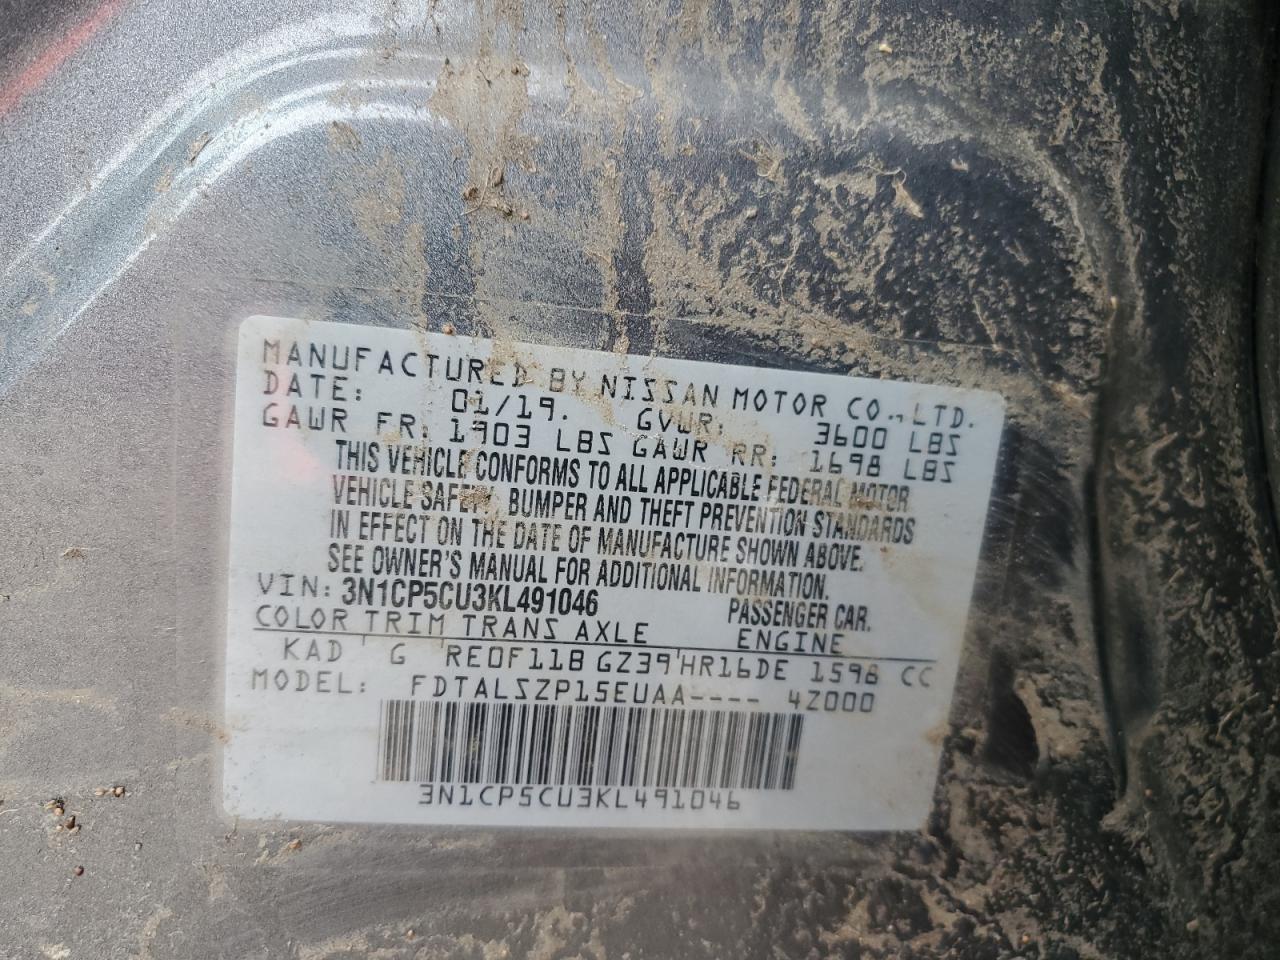 MANUFACTURED BY NISSAN MOTOR CO., LTD.
DATE: 01/19. GVWR: 3600 LBS
GAWR FR: 1903 LBS GAWR RR: 1698 LBS
THIS VEHICLE CONFORMS TO ALL APPLICABLE FEDERAL MOTOR
VEHICLE SAFETY, BUMPER AND THEFT PREVENTION STANDARDS
IN EFFECT ON THE DATE OF MANUFACTURE SHOWN ABOVE.
SEE OWNER'S MANUAL FOR ADDITIONAL INFORMATION.
VIN: 3N1CP5CU3KL491046 PASSENGER CAR.
COLOR TRIM TRANS AXLE ENGINE
KAD G RE0F11B GZ39 HR16DE 1598 CC
MODEL: FDTALSZP15EUAA---- 4Z000
3N1CP5CU3KL491046